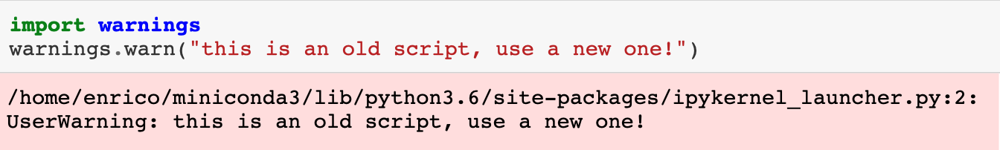 import warnings
warnings.warn("this is an old script, use a new one!")
/home/enrico/miniconda3/lib/python3.6/site-packages/ipykernel_launcher.py:2:
UserWarning: this is an old script, use a new one!